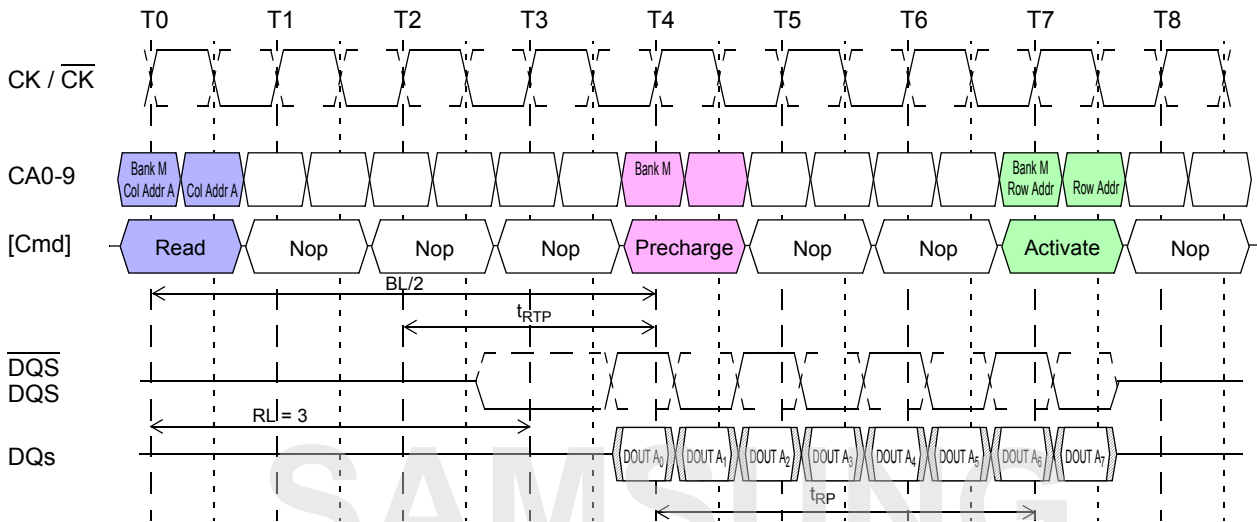 T0 T1 T2 T3 T4 T5 T6 T7 T8
CK / CK
CA0-9
Bank M
Col Addr A
Col Addr A
Bank M
Bank M
Row Addr
Row Addr
[Cmd]
Read Nop Nop Nop Precharge Nop Nop Activate Nop
BL/2
tRTP
DQS
DQS
RL = 3
DQs
DOUT A0 DOUT A1 DOUT A2 DOUT A3 DOUT A4 DOUT A5 DOUT A6 DOUT A7
tRP
SAMSUNG